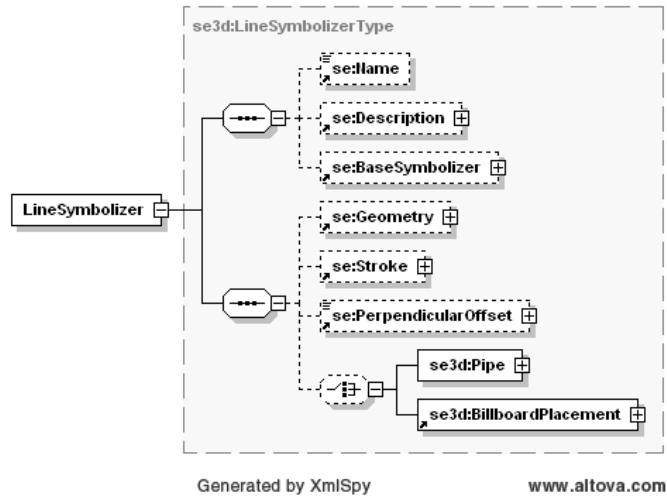 se3d:LineSymbolizerType
se:Name
se:Description
se:BaseSymbolizer
LineSymbolizer
se:Geometry
se:Stroke
se:PerpendicularOffset
se3d:Pipe
se3d:BillboardPlacement
Generated by XmlSpy
www.altova.com